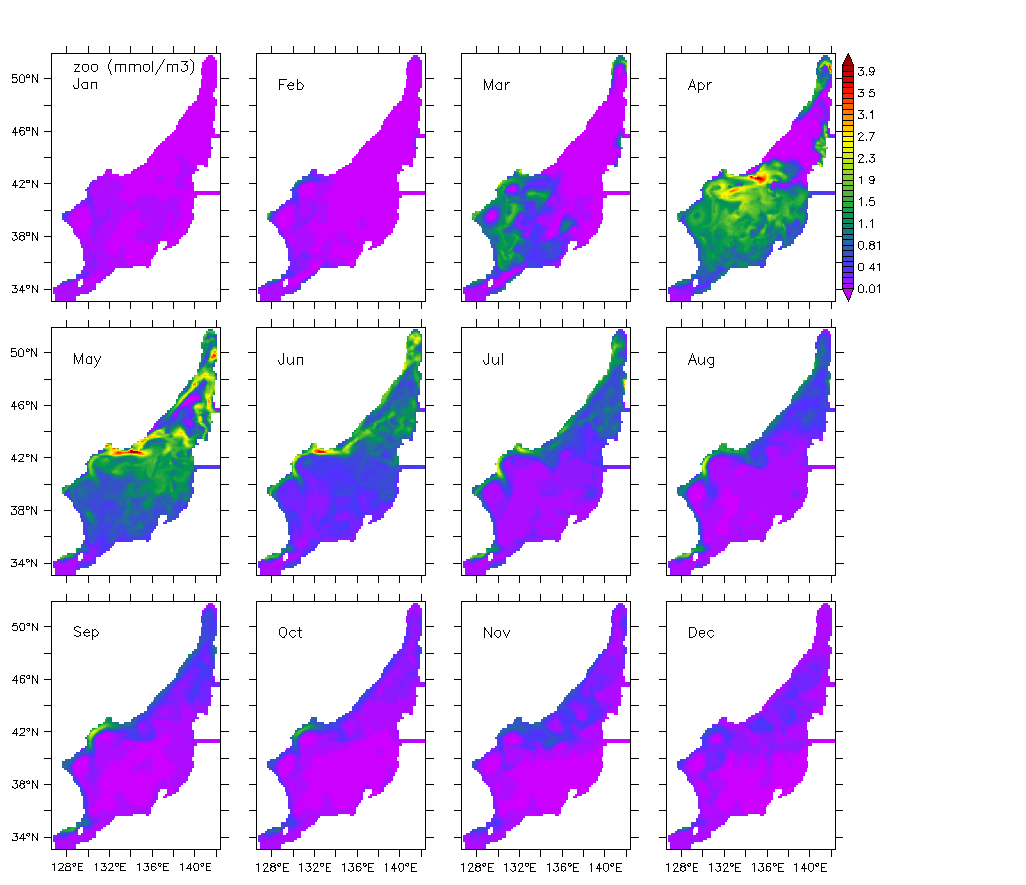 zoo (mmol/m3)
Jan
Feb
Mar
Apr
50°N
46°N
42°N
38°N
34°N
3.9
3 5
3.1
2.7
2.3
1.9
1.5
1.1
0.81
0 41
0.01
May
Jun
Jul
Aug
50°N
46°N
42°N
38°N
34°N
Sep
Oct
Nov
Dec
50°N
46°N
42°N
38°N
34°N
128°E 132°E 136°E 140°E 128°E 132°E 136°E 140°E 128°E 132°E 136°E 140°E 128°E 132°E 136°E 140°E